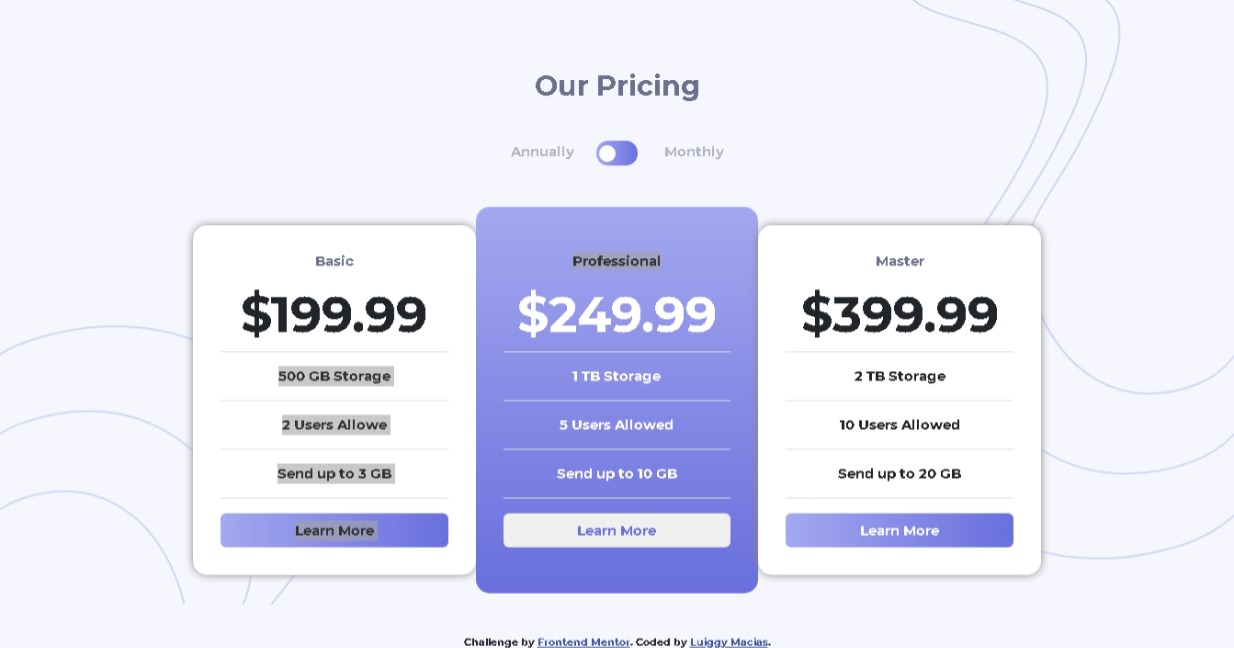 Our Pricing
Annually Monthly
Basic
$199.99
500 GB Storage
2 Users Allowe
Send up to 3 GB
Learn More
Professional
$249.99
1 TB Storage
5 Users Allowed
Send up to 10 GB
Learn More
Master
$399.99
2 TB Storage
10 Users Allowed
Send up to 20 GB
Learn More
Challenge by Frontend Mentor. Coded by Luiggy Macias.